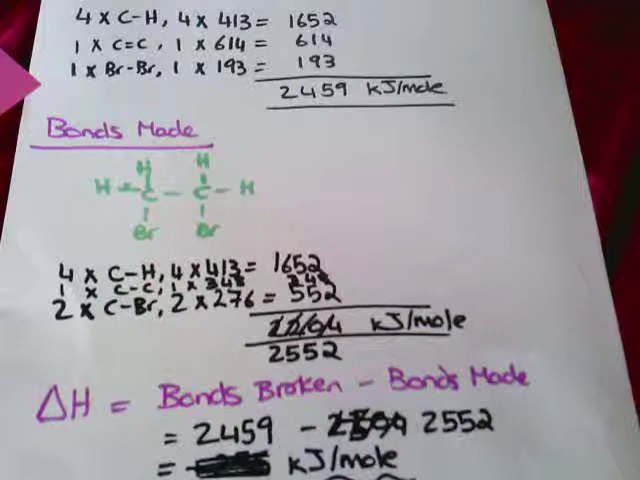 4 x C-H, 4 x 413 = 1652
1 x C=C, 1 x 614 = 614
1 x Br-Br, 1 x 193 = 193
2459 kJ/mole
Bonds Made
H H
H - C - C - H
Br Br
4 x C-H, 4 x 413 = 1652
1 x C-C, 1 x 348 348
2 x C-Br, 2 x 276 = 552
kJ/mole
2552
ΔH = Bonds Broken - Bonds Made
= 2459 - 2552
= kJ/mole